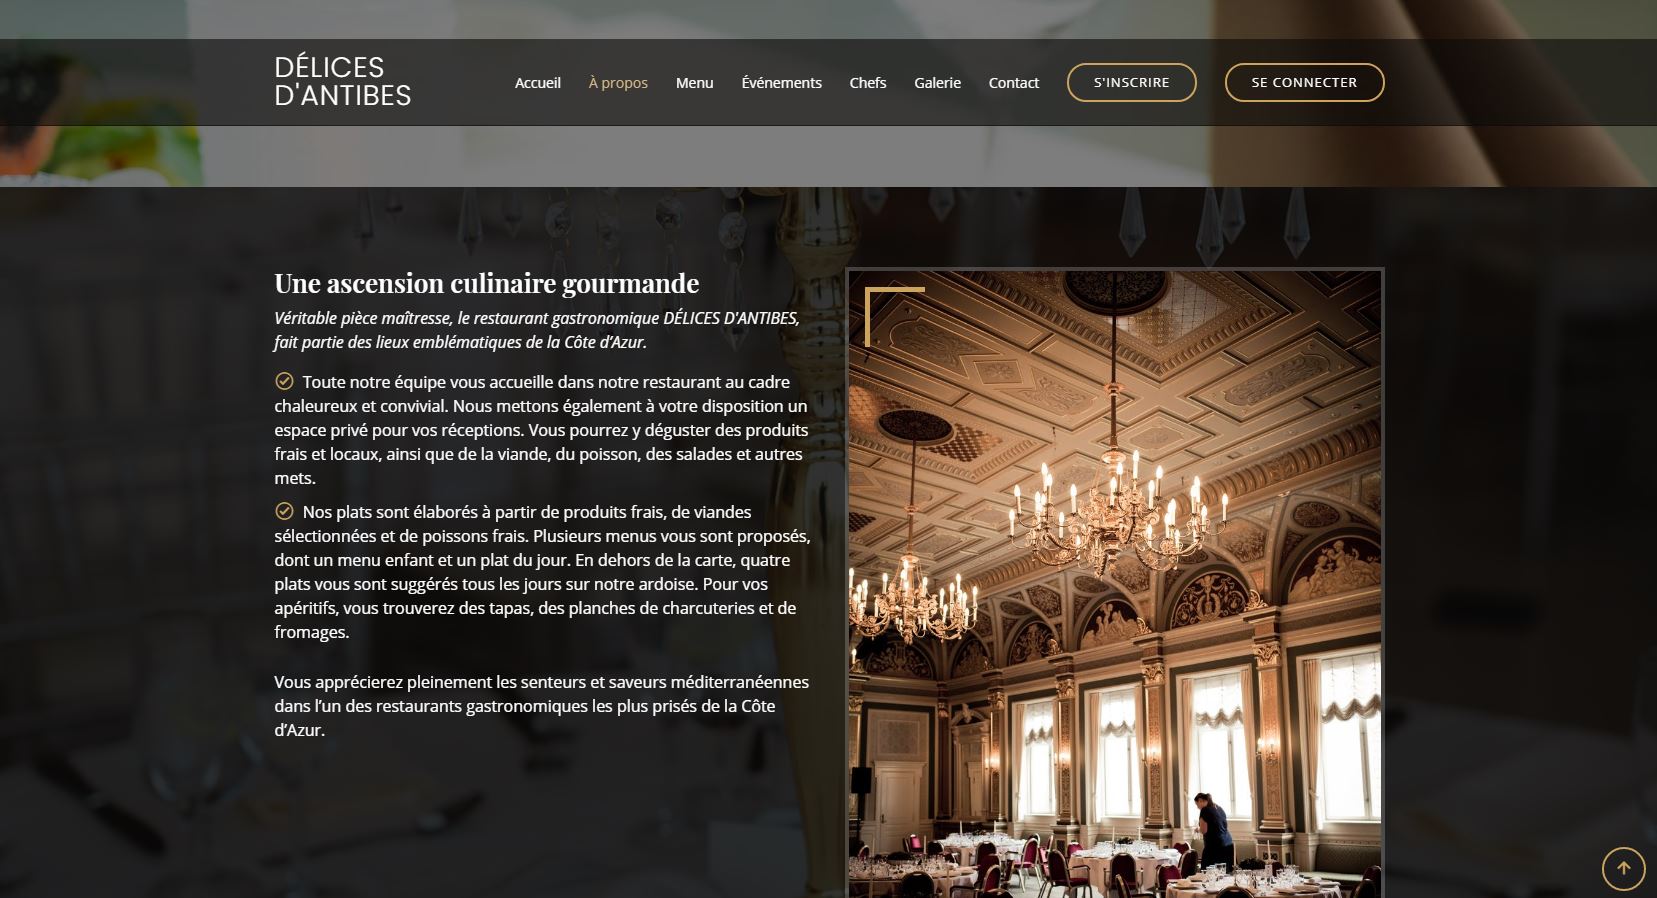 DÉLICES
D'ANTIBES
Accueil À propos Menu Événements Chefs Galerie Contact S'INSCRIRE SE CONNECTER
Une ascension culinaire gourmande
Véritable pièce maîtresse, le restaurant gastronomique DÉLICES D'ANTIBES,
fait partie des lieux emblématiques de la Côte d’Azur.
Toute notre équipe vous accueille dans notre restaurant au cadre
chaleureux et convivial. Nous mettons également à votre disposition un
espace privé pour vos réceptions. Vous pourrez y déguster des produits
frais et locaux, ainsi que de la viande, du poisson, des salades et autres
mets.
Nos plats sont élaborés à partir de produits frais, de viandes
sélectionnées et de poissons frais. Plusieurs menus vous sont proposés,
dont un menu enfant et un plat du jour. En dehors de la carte, quatre
plats vous sont suggérés tous les jours sur notre ardoise. Pour vos
apéritifs, vous trouverez des tapas, des planches de charcuteries et de
fromages.
Vous apprécierez pleinement les senteurs et saveurs méditerranéennes
dans l’un des restaurants gastronomiques les plus prisés de la Côte
d’Azur.